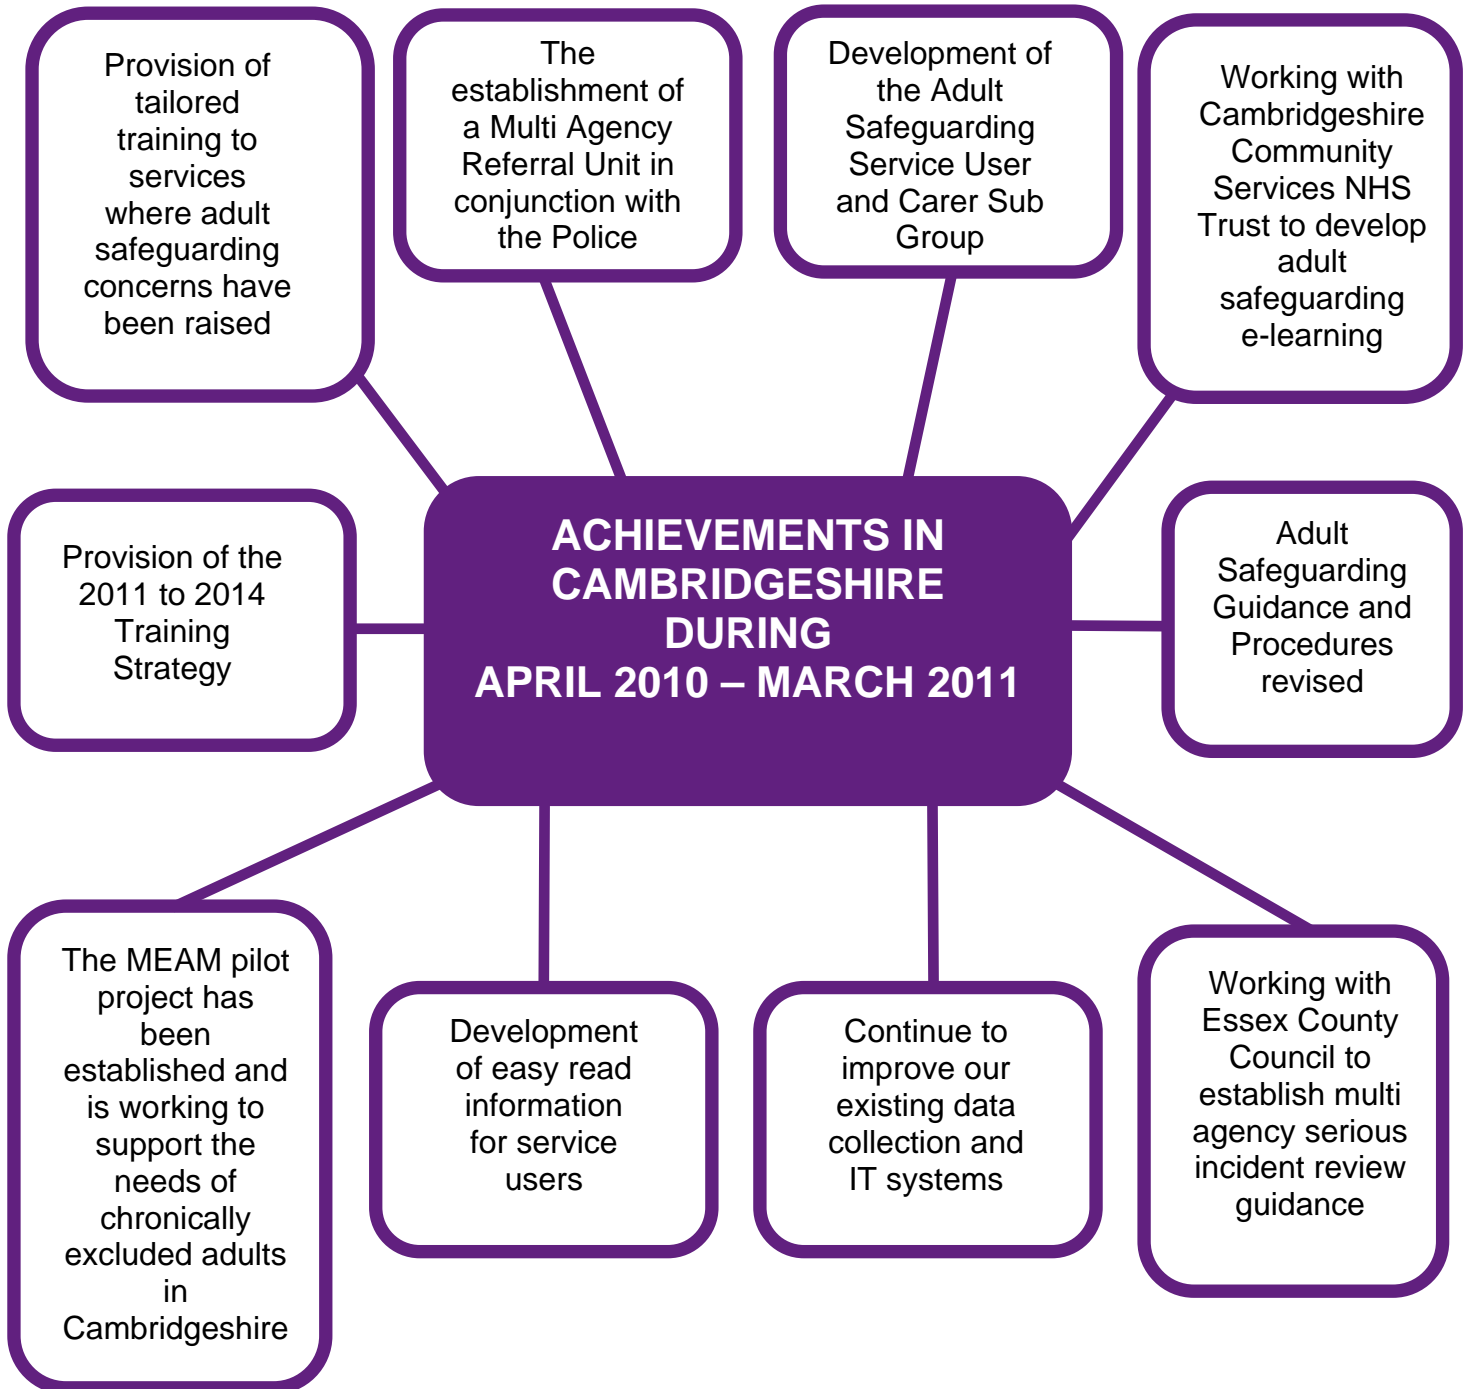 Provision of
tailored
training to
services
where adult
safeguarding
concerns have
been raised
The
establishment of
a Multi Agency
Referral Unit in
conjunction with
the Police
Development of
the Adult
Safeguarding
Service User
and Carer Sub
Group
Working with
Cambridgeshire
Community
Services NHS
Trust to develop
adult
safeguarding
e-learning
Provision of the
2011 to 2014
Training
Strategy
ACHIEVEMENTS IN
CAMBRIDGESHIRE
DURING
APRIL 2010 – MARCH 2011
Adult
Safeguarding
Guidance and
Procedures
revised
The MEAM pilot
project has
been
established and
is working to
support the
needs of
chronically
excluded adults
in
Cambridgeshire
Development
of easy read
information
for service
users
Continue to
improve our
existing data
collection and
IT systems
Working with
Essex County
Council to
establish multi
agency serious
incident review
guidance